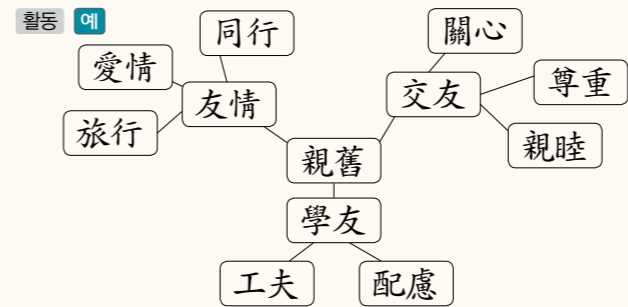 활동 예
同行
愛情
友情
旅行
關心
交友
尊重
親睦
親舊
學友
工夫
配慮